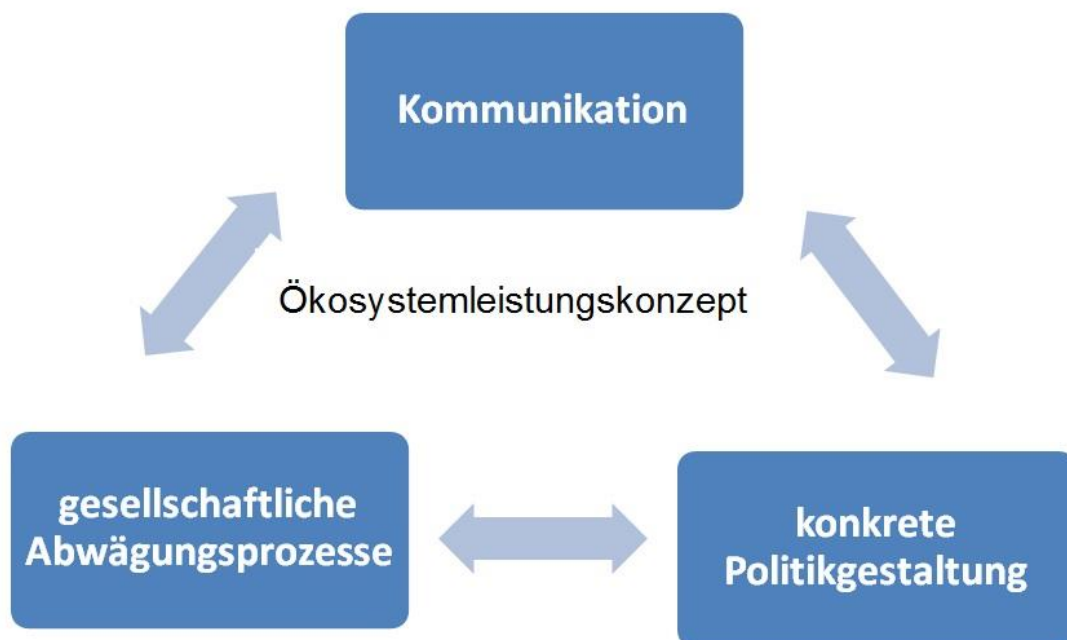 Kommunikation
Ökosystemleistungskonzept
gesellschaftliche
Abwägungsprozesse
konkrete
Politikgestaltung